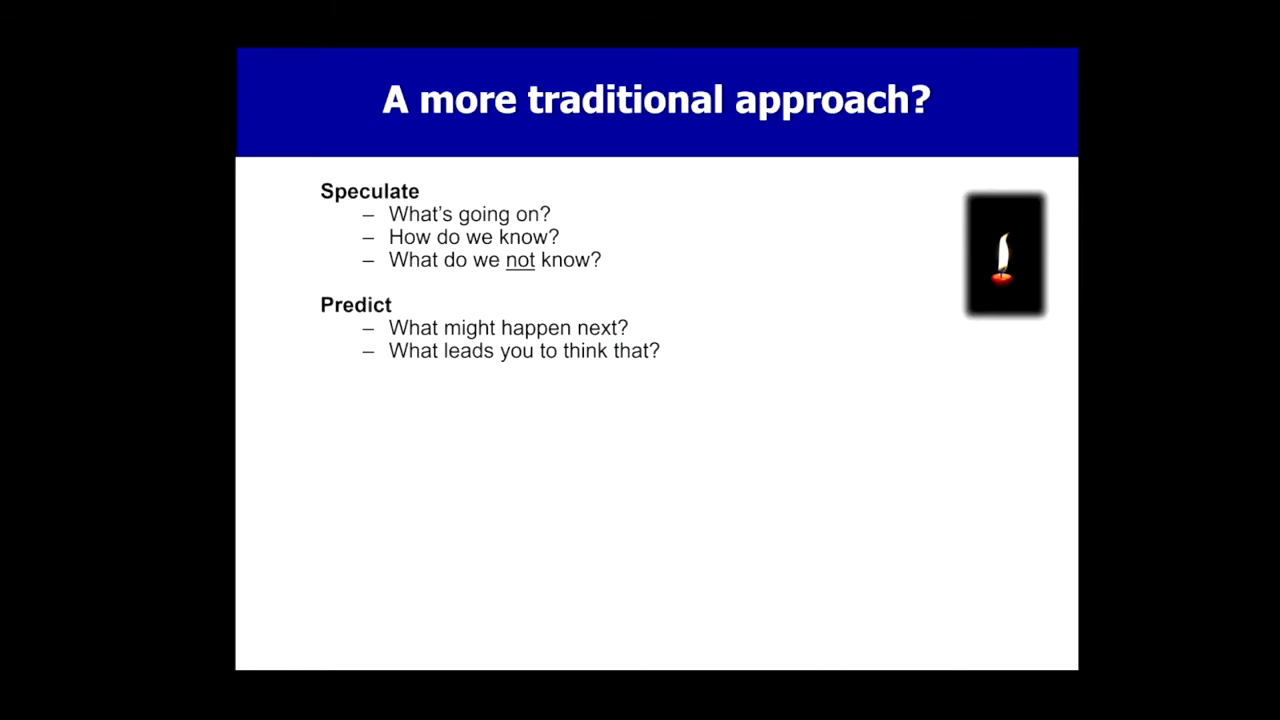 A more traditional approach?
Speculate
– What's going on?
– How do we know?
– What do we not know?
Predict
– What might happen next?
– What leads you to think that?